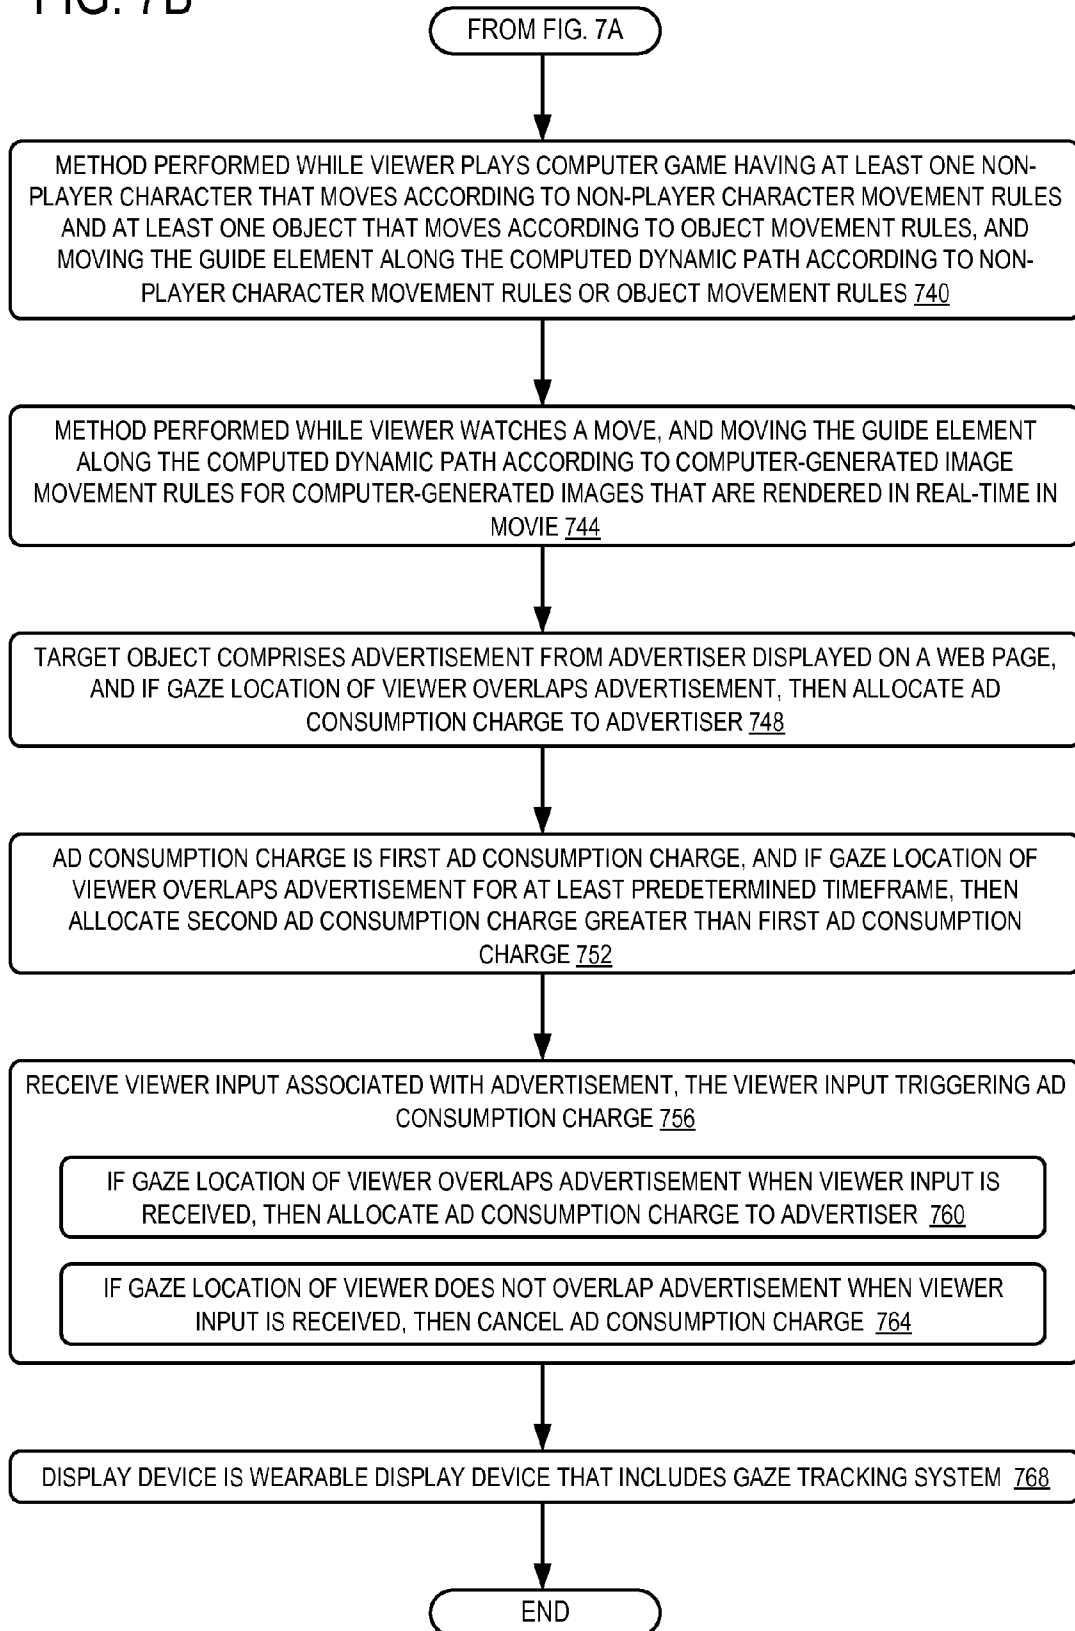 FIG. 7B
FROM FIG. 7A
METHOD PERFORMED WHILE VIEWER PLAYS COMPUTER GAME HAVING AT LEAST ONE NON-
PLAYER CHARACTER THAT MOVES ACCORDING TO NON-PLAYER CHARACTER MOVEMENT RULES
AND AT LEAST ONE OBJECT THAT MOVES ACCORDING TO OBJECT MOVEMENT RULES, AND
MOVING THE GUIDE ELEMENT ALONG THE COMPUTED DYNAMIC PATH ACCORDING TO NON-
PLAYER CHARACTER MOVEMENT RULES OR OBJECT MOVEMENT RULES 740
METHOD PERFORMED WHILE VIEWER WATCHES A MOVE, AND MOVING THE GUIDE ELEMENT
ALONG THE COMPUTED DYNAMIC PATH ACCORDING TO COMPUTER-GENERATED IMAGE
MOVEMENT RULES FOR COMPUTER-GENERATED IMAGES THAT ARE RENDERED IN REAL-TIME IN
MOVIE 744
TARGET OBJECT COMPRISES ADVERTISEMENT FROM ADVERTISER DISPLAYED ON A WEB PAGE,
AND IF GAZE LOCATION OF VIEWER OVERLAPS ADVERTISEMENT, THEN ALLOCATE AD
CONSUMPTION CHARGE TO ADVERTISER 748
AD CONSUMPTION CHARGE IS FIRST AD CONSUMPTION CHARGE, AND IF GAZE LOCATION OF
VIEWER OVERLAPS ADVERTISEMENT FOR AT LEAST PREDETERMINED TIMEFRAME, THEN
ALLOCATE SECOND AD CONSUMPTION CHARGE GREATER THAN FIRST AD CONSUMPTION
CHARGE 752
RECEIVE VIEWER INPUT ASSOCIATED WITH ADVERTISEMENT, THE VIEWER INPUT TRIGGERING AD
CONSUMPTION CHARGE 756
IF GAZE LOCATION OF VIEWER OVERLAPS ADVERTISEMENT WHEN VIEWER INPUT IS
RECEIVED, THEN ALLOCATE AD CONSUMPTION CHARGE TO ADVERTISER 760
IF GAZE LOCATION OF VIEWER DOES NOT OVERLAP ADVERTISEMENT WHEN VIEWER
INPUT IS RECEIVED, THEN CANCEL AD CONSUMPTION CHARGE 764
DISPLAY DEVICE IS WEARABLE DISPLAY DEVICE THAT INCLUDES GAZE TRACKING SYSTEM 768
END